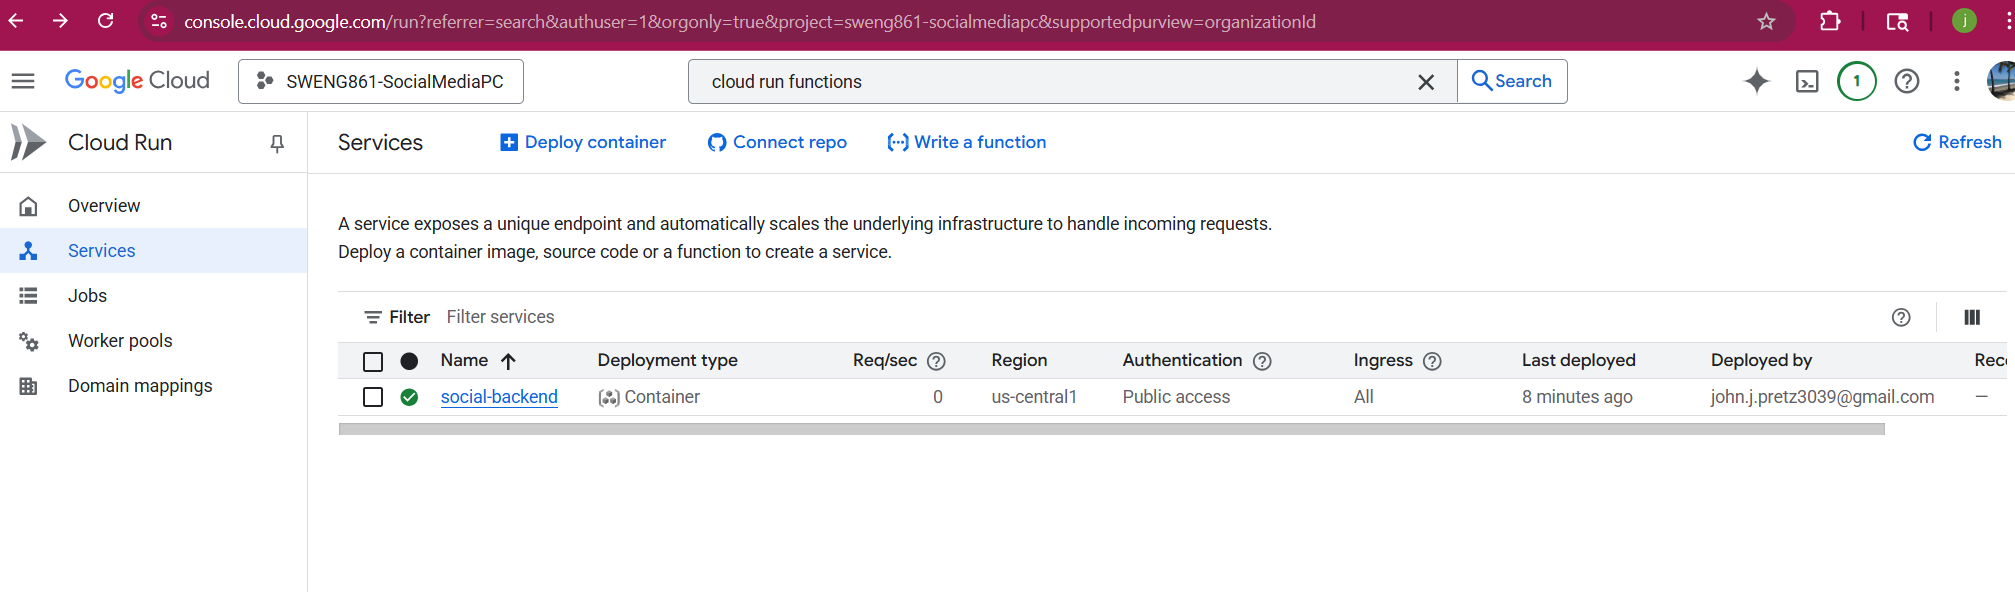 console.cloud.google.com/run?referrer=search&authuser=1&orgonly=true&project=sweng861-socialmediapc&supportedpurview=organizationId
j
Google Cloud
SWENG861-SocialMediaPC
cloud run functions
Search
1
Cloud Run
Services
Deploy container
Connect repo
Write a function
Refresh
Overview
Services
Jobs
Worker pools
Domain mappings
A service exposes a unique endpoint and automatically scales the underlying infrastructure to handle incoming requests.
Deploy a container image, source code or a function to create a service.
Filter Filter services
Name Deployment type Req/sec Region Authentication Ingress Last deployed Deployed by Rec
social-backend Container 0 us-central1 Public access All 8 minutes ago john.j.pretz3039@gmail.com —